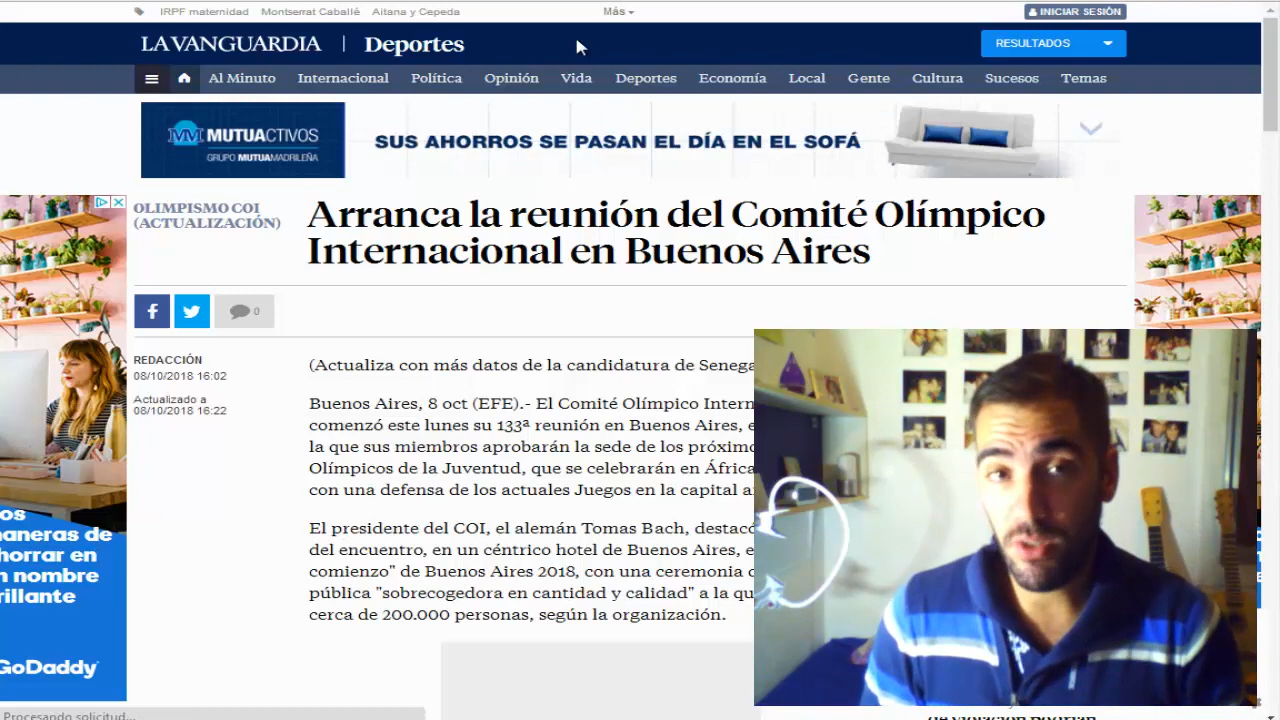 IRPF maternidad Montserrat Caballé Aitana y Cepeda Más INICIAR SESIÓN
LAVANGUARDIA | Deportes RESULTADOS
Al Minuto Internacional Política Opinión Vida Deportes Economía Local Gente Cultura Sucesos Temas
MM MUTUACTIVOS
GRUPO MUTUAMADRILEÑA
SUS AHORROS SE PASAN EL DÍA EN EL SOFÁ
OLIMPISMO COI
(ACTUALIZACIÓN)
Arranca la reunión del Comité Olímpico
Internacional en Buenos Aires
0
REDACCIÓN
08/10/2018 16:02
Actualizado a
08/10/2018 16:22
(Actualiza con más datos de la candidatura de Senega
Buenos Aires, 8 oct (EFE).- El Comité Olímpico Intern
comenzó este lunes su 133ª reunión en Buenos Aires, e
la que sus miembros aprobarán la sede de los próximo
Olímpicos de la Juventud, que se celebrarán en África
con una defensa de los actuales Juegos en la capital a
El presidente del COI, el alemán Tomas Bach, destacó
del encuentro, en un céntrico hotel de Buenos Aires, e
comienzo" de Buenos Aires 2018, con una ceremonia
pública "sobrecogedora en cantidad y calidad" a la qu
cerca de 200.000 personas, según la organización.
os
aneras de
horrar en
n nombre
rillante
GoDaddy
Procesando solicitud...